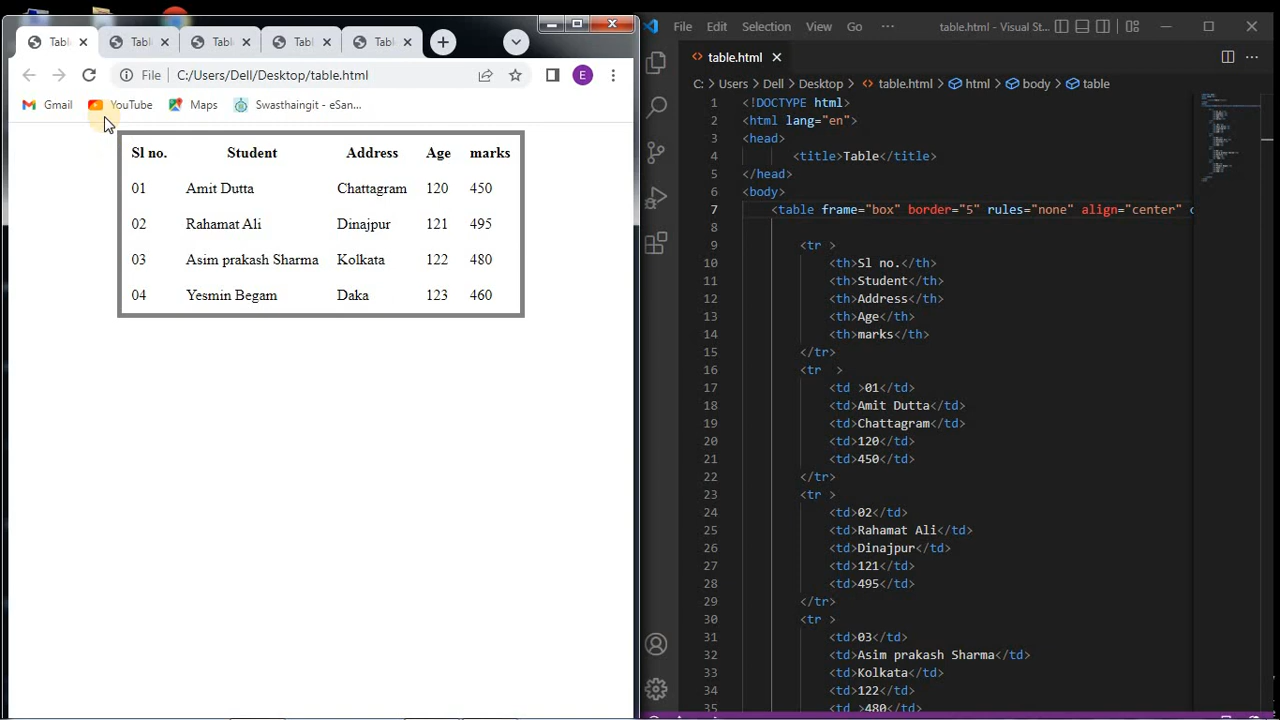 Tabl Tabl Tabl Tabl Tabl
File C:/Users/Dell/Desktop/table.html E
Gmail YouTube Maps Swasthaingit - eSan...
Sl no. Student Address Age marks
01 Amit Dutta Chattagram 120 450
02 Rahamat Ali Dinajpur 121 495
03 Asim prakash Sharma Kolkata 122 480
04 Yesmin Begam Daka 123 460
File Edit Selection View Go ··· table.html - Visual St
table.html
C: > Users > Dell > Desktop > table.html > html > body > table
1 <!DOCTYPE html>
2 <html lang="en">
3 <head>
4 <title>Table</title>
5 </head>
6 <body>
7 <table frame="box" border="5" rules="none" align="center" c
8
9 <tr >
10 <th>Sl no.</th>
11 <th>Student</th>
12 <th>Address</th>
13 <th>Age</th>
14 <th>marks</th>
15 </tr>
16 <tr  >
17 <td >01</td>
18 <td>Amit Dutta</td>
19 <td>Chattagram</td>
20 <td>120</td>
21 <td>450</td>
22 </tr>
23 <tr >
24 <td>02</td>
25 <td>Rahamat Ali</td>
26 <td>Dinajpur</td>
27 <td>121</td>
28 <td>495</td>
29 </tr>
30 <tr >
31 <td>03</td>
32 <td>Asim prakash Sharma</td>
33 <td>Kolkata</td>
34 <td>122</td>
35 <td >480</td>